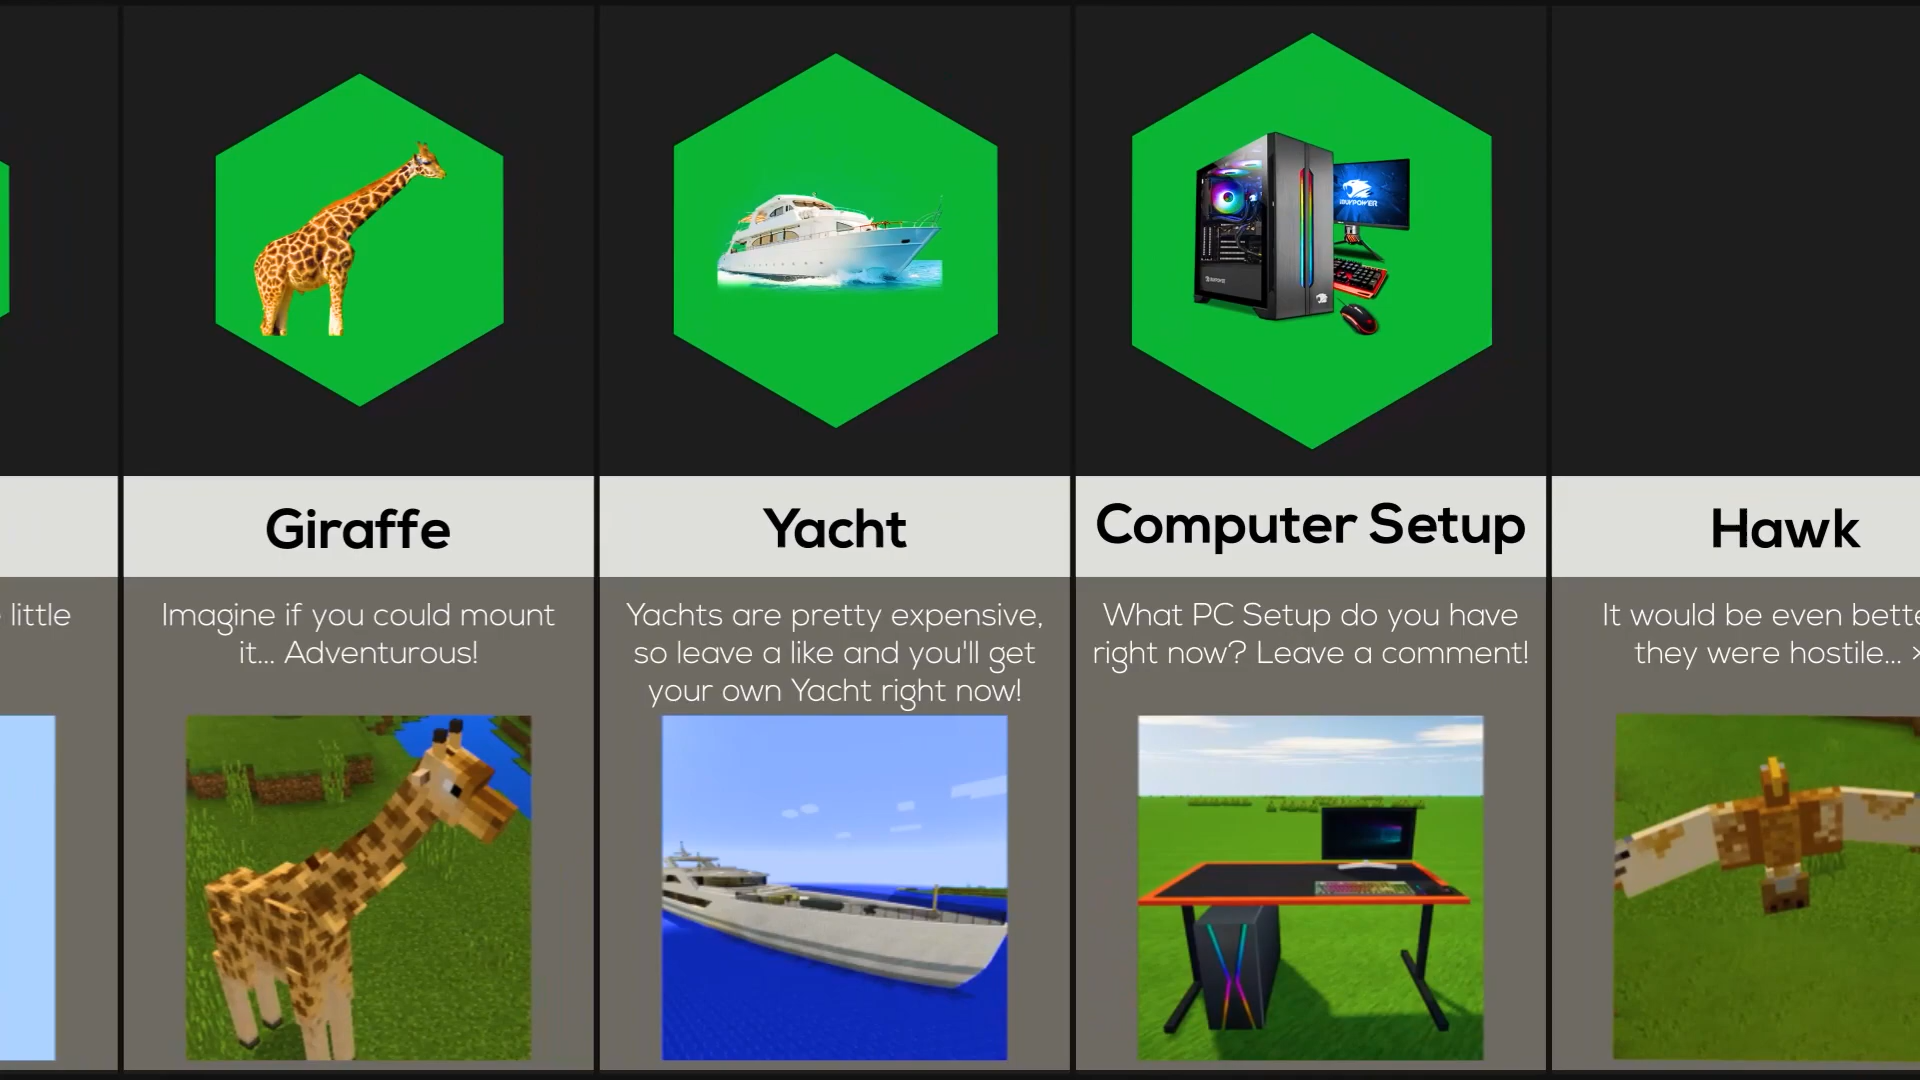 little
Giraffe
Imagine if you could mount
it... Adventurous!
Yacht
Yachts are pretty expensive,
so leave a like and you'll get
your own Yacht right now!
iBUYPOWER
Computer Setup
What PC Setup do you have
right now? Leave a comment!
Hawk
It would be even
they were hostile...